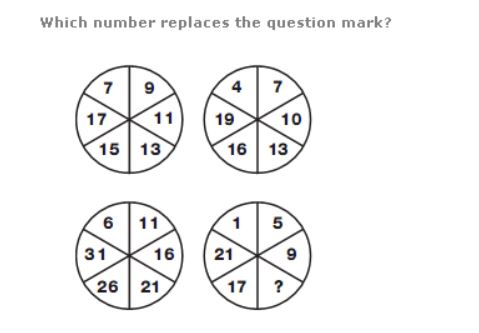 Which number replaces the question mark?
7 9 4 7
17 11 19 10
15 13 16 13
6 11 1 5
31 16 21 9
26 21 17 ?